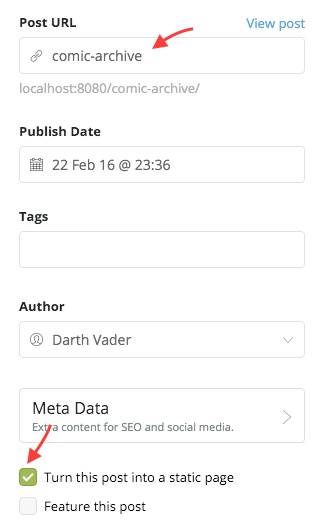 Post URL View post
comic-archive
localhost:8080/comic-archive/
Publish Date
22 Feb 16 @ 23:36
Tags
Author
Darth Vader
Meta Data
Extra content for SEO and social media.
Turn this post into a static page
Feature this post